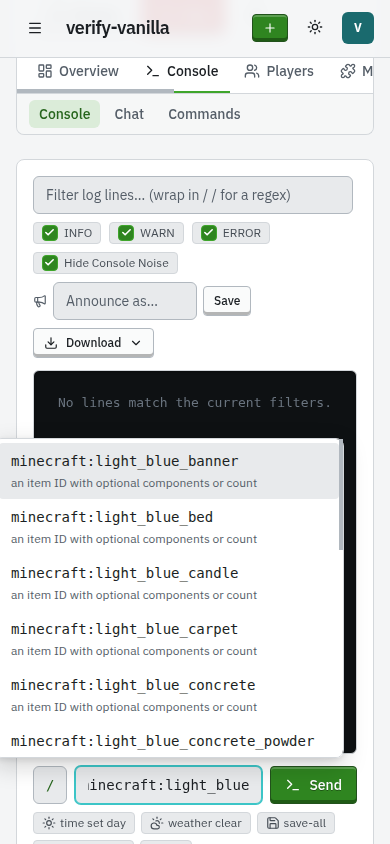 verify-vanilla
V
Overview
Console
Players
M
Console
Chat
Commands
Filter log lines... (wrap in / / for a regex)
INFO
WARN
ERROR
Hide Console Noise
Announce as...
Save
Download
No lines match the current filters.
minecraft:light_blue_banner
an item ID with optional components or count
minecraft:light_blue_bed
an item ID with optional components or count
minecraft:light_blue_candle
an item ID with optional components or count
minecraft:light_blue_carpet
an item ID with optional components or count
minecraft:light_blue_concrete
an item ID with optional components or count
minecraft:light_blue_concrete_powder
/
inecraft:light_blue
Send
time set day
weather clear
save-all